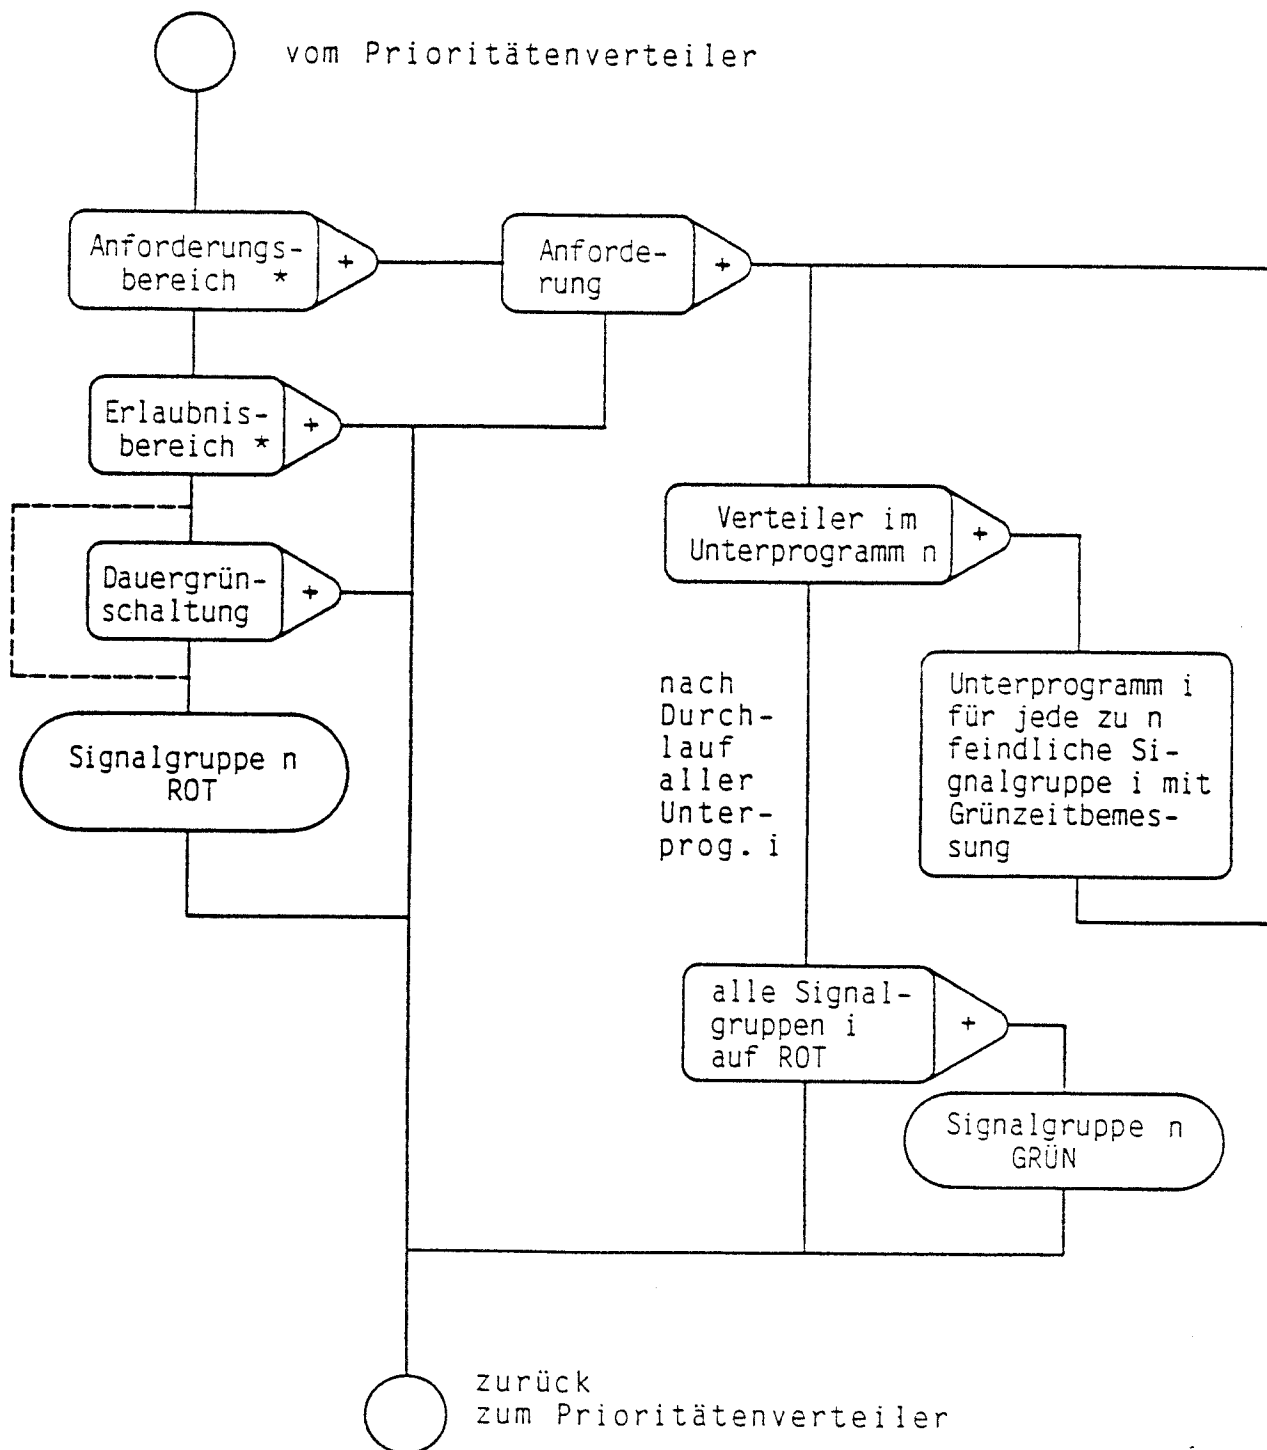 vom Prioritätenverteiler
Anforderungs-
bereich *
+
Anforde-
rung
+
Erlaubnis-
bereich *
+
Dauergrün-
schaltung
+
Signalgruppe n
ROT
Verteiler im
Unterprogramm n
+
nach
Durch-
lauf
aller
Unter-
prog. i
Unterprogramm i
für jede zu n
feindliche Si-
gnalgruppe i mit
Grünzeitbemes-
sung
alle Signal-
gruppen i
auf ROT
+
Signalgruppe n
GRÜN
zurück
zum Prioritätenverteiler